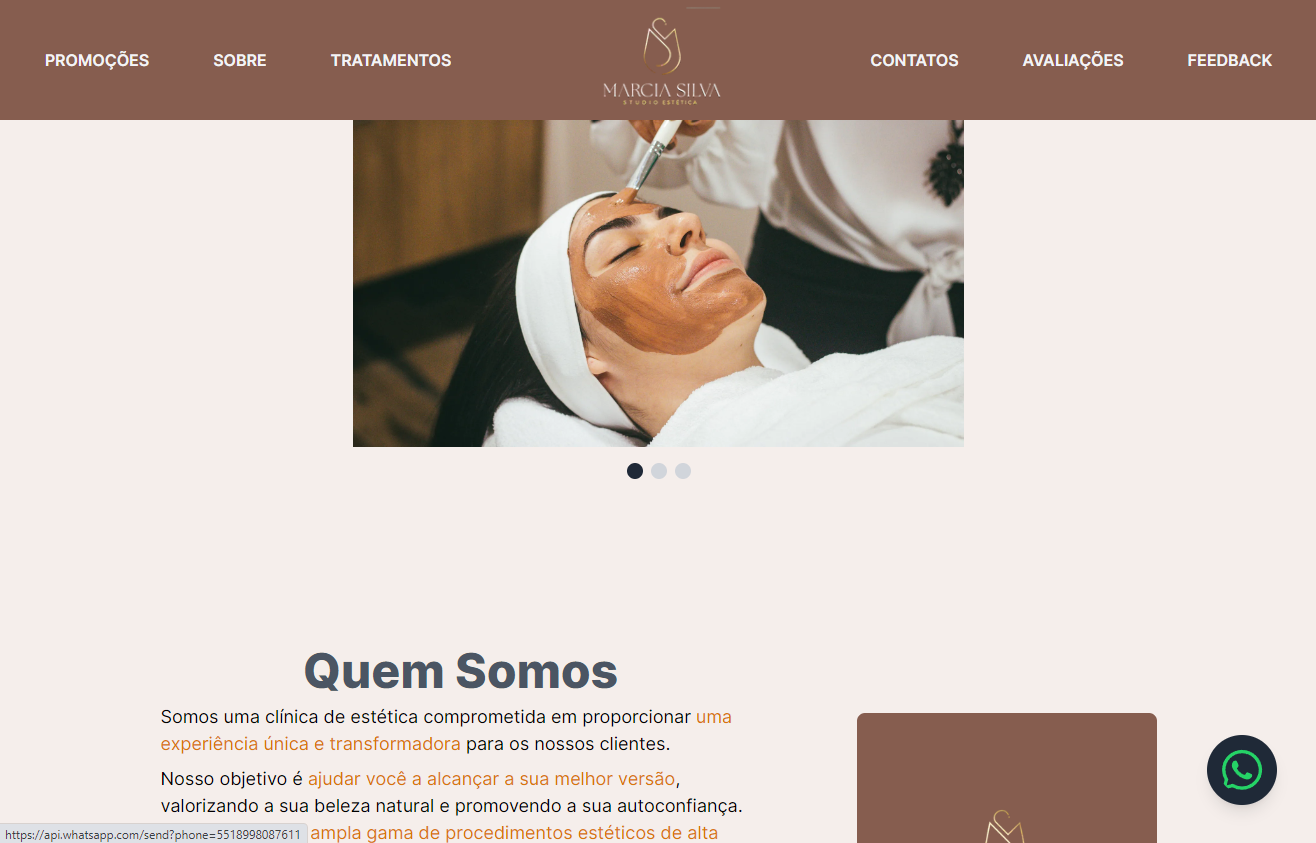 PROMOÇÕES SOBRE TRATAMENTOS MARCIA SILVA STUDIO ESTÉTICA CONTATOS AVALIAÇÕES FEEDBACK
Quem Somos
Somos uma clínica de estética comprometida em proporcionar uma
experiência única e transformadora para os nossos clientes.
Nosso objetivo é ajudar você a alcançar a sua melhor versão,
valorizando a sua beleza natural e promovendo a sua autoconfiança.
ampla gama de procedimentos estéticos de alta
https://api.whatsapp.com/send?phone=5518998087611